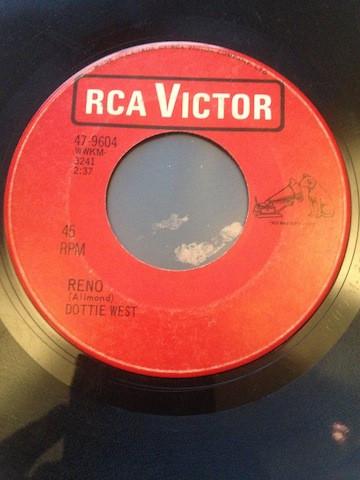 RCA VICTOR
47-9604
WWKM-
3241
2:37
45
RPM
RENO
(Allmond)
DOTTIE WEST